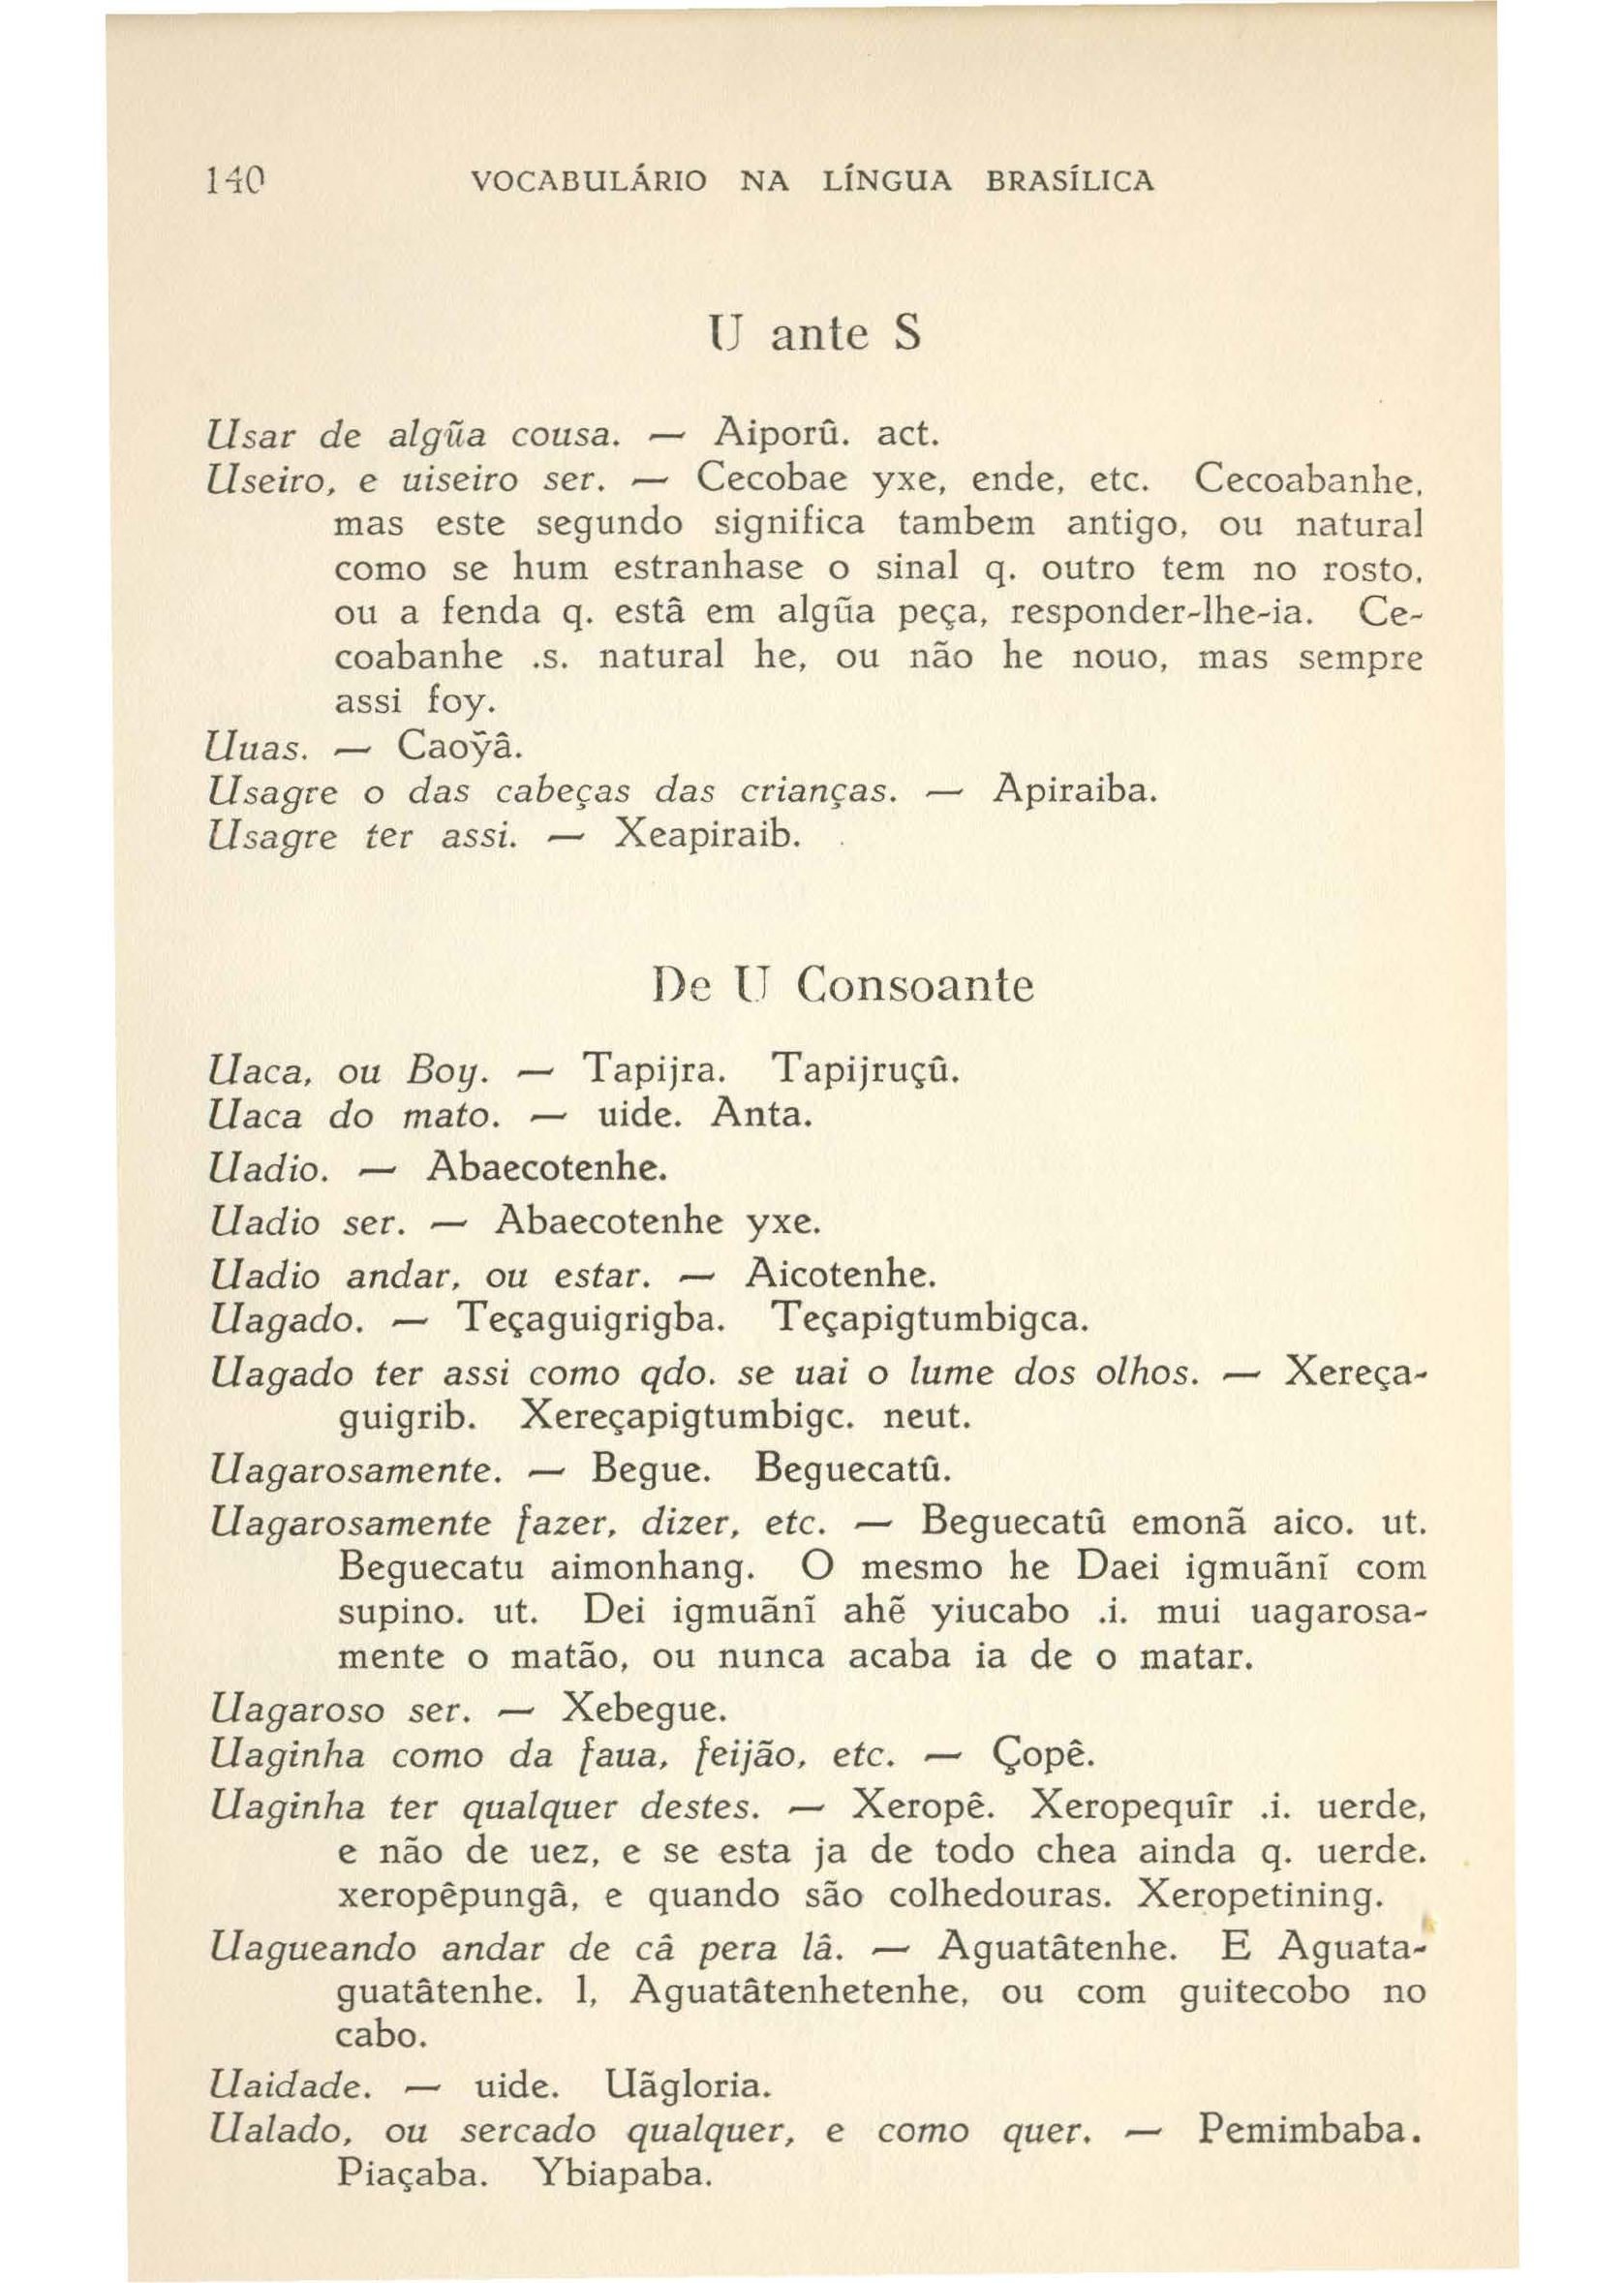 140 VOCABULÁRIO NA LÍNGUA BRASÍLICA
U ante S
Usar de algũa cousa. — Aiporû. act.
Useiro, e uiseiro ser. — Cecobae yxe, ende, etc. Cecoabanhe,
mas este segundo significa tambem antigo, ou natural
como se hum estranhase o sinal q. outro tem no rosto,
ou a fenda q. estâ em algũa peça, responder-lhe-ia. Ce-
coabanhe .s. natural he, ou não he nouo, mas sempre
assi foy.
Uuas. — Caoỹâ.
Usagre o das cabeças das crianças. — Apiraiba.
Usagre ter assi. — Xeapiraib.
De U Consoante
Uaca, ou Boy. — Tapijra. Tapijruçû.
Uaca do mato. — uide. Anta.
Uadio. — Abaecotenhe.
Uadio ser. — Abaecotenhe yxe.
Uadio andar, ou estar. — Aicotenhe.
Uagado. — Teçaguigrigba. Teçapigtumbigca.
Uagado ter assi como qdo. se uai o lume dos olhos. — Xereça-
guigrib. Xereçapigtumbigc. neut.
Uagarosamente. — Begue. Beguecatû.
Uagarosamente fazer, dizer, etc. — Beguecatû emonã aico. ut.
Beguecatu aimonhang. O mesmo he Daei igmuãnĩ com
supino. ut. Dei igmuãnĩ ahẽ yiucabo .i. mui uagarosa-
mente o matão, ou nunca acaba ia de o matar.
Uagaroso ser. — Xebegue.
Uaginha como da faua, feijão, etc. — Çopê.
Uaginha ter qualquer destes. — Xeropê. Xeropequîr .i. uerde,
e não de uez, e se esta ja de todo chea ainda q. uerde.
xeropêpungâ, e quando são colhedouras. Xeropetining.
Uagueando andar de câ pera lâ. — Aguatâtenhe. E Aguata-
guatâtenhe. l, Aguatâtenhetenhe, ou com guitecobo no
cabo.
Uaidade. — uide. Uãgloria.
Ualado, ou sercado qualquer, e como quer. — Pemimbaba.
Piaçaba. Ybiapaba.